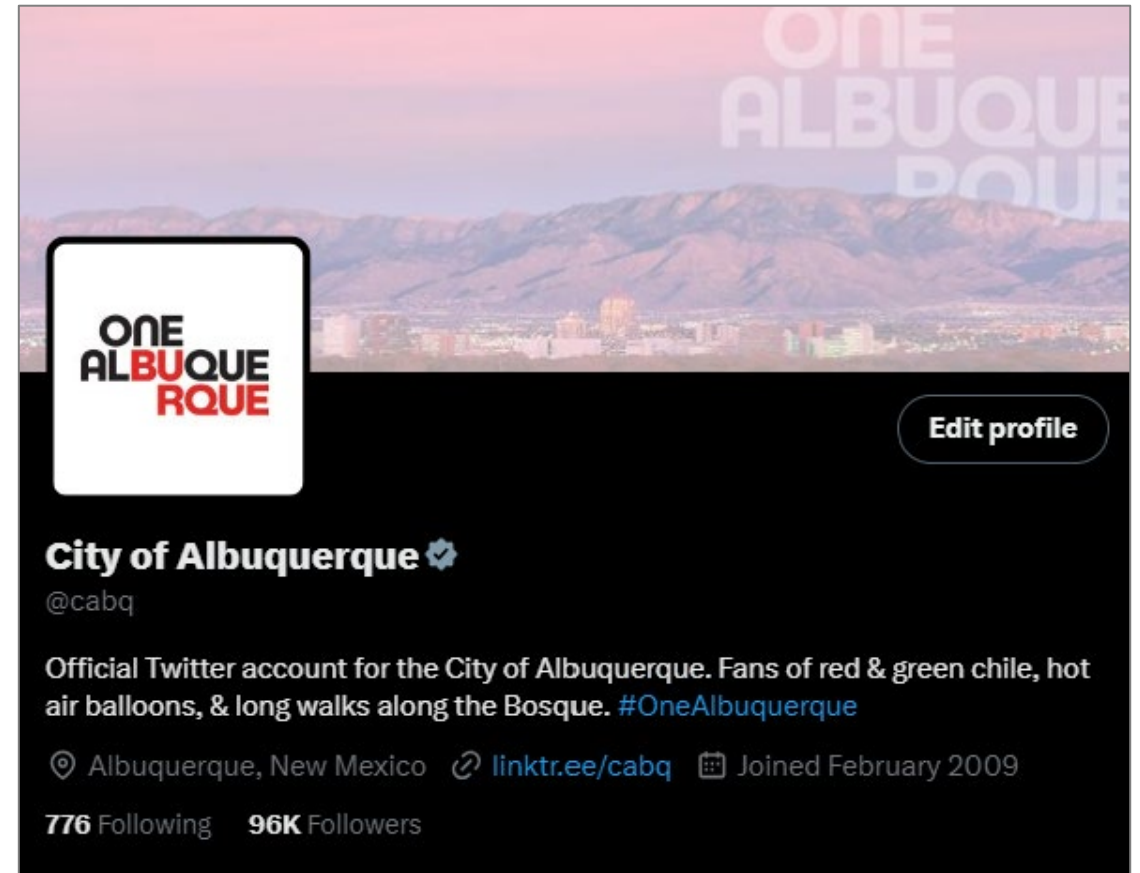 ONE
ALBUQUE
RQUE
ONE
ALBUQUE
RQUE
Edit profile
City of Albuquerque
@cabq
Official Twitter account for the City of Albuquerque. Fans of red & green chile, hot
air balloons, & long walks along the Bosque. #OneAlbuquerque
Albuquerque, New Mexico linktr.ee/cabq Joined February 2009
776 Following 96K Followers